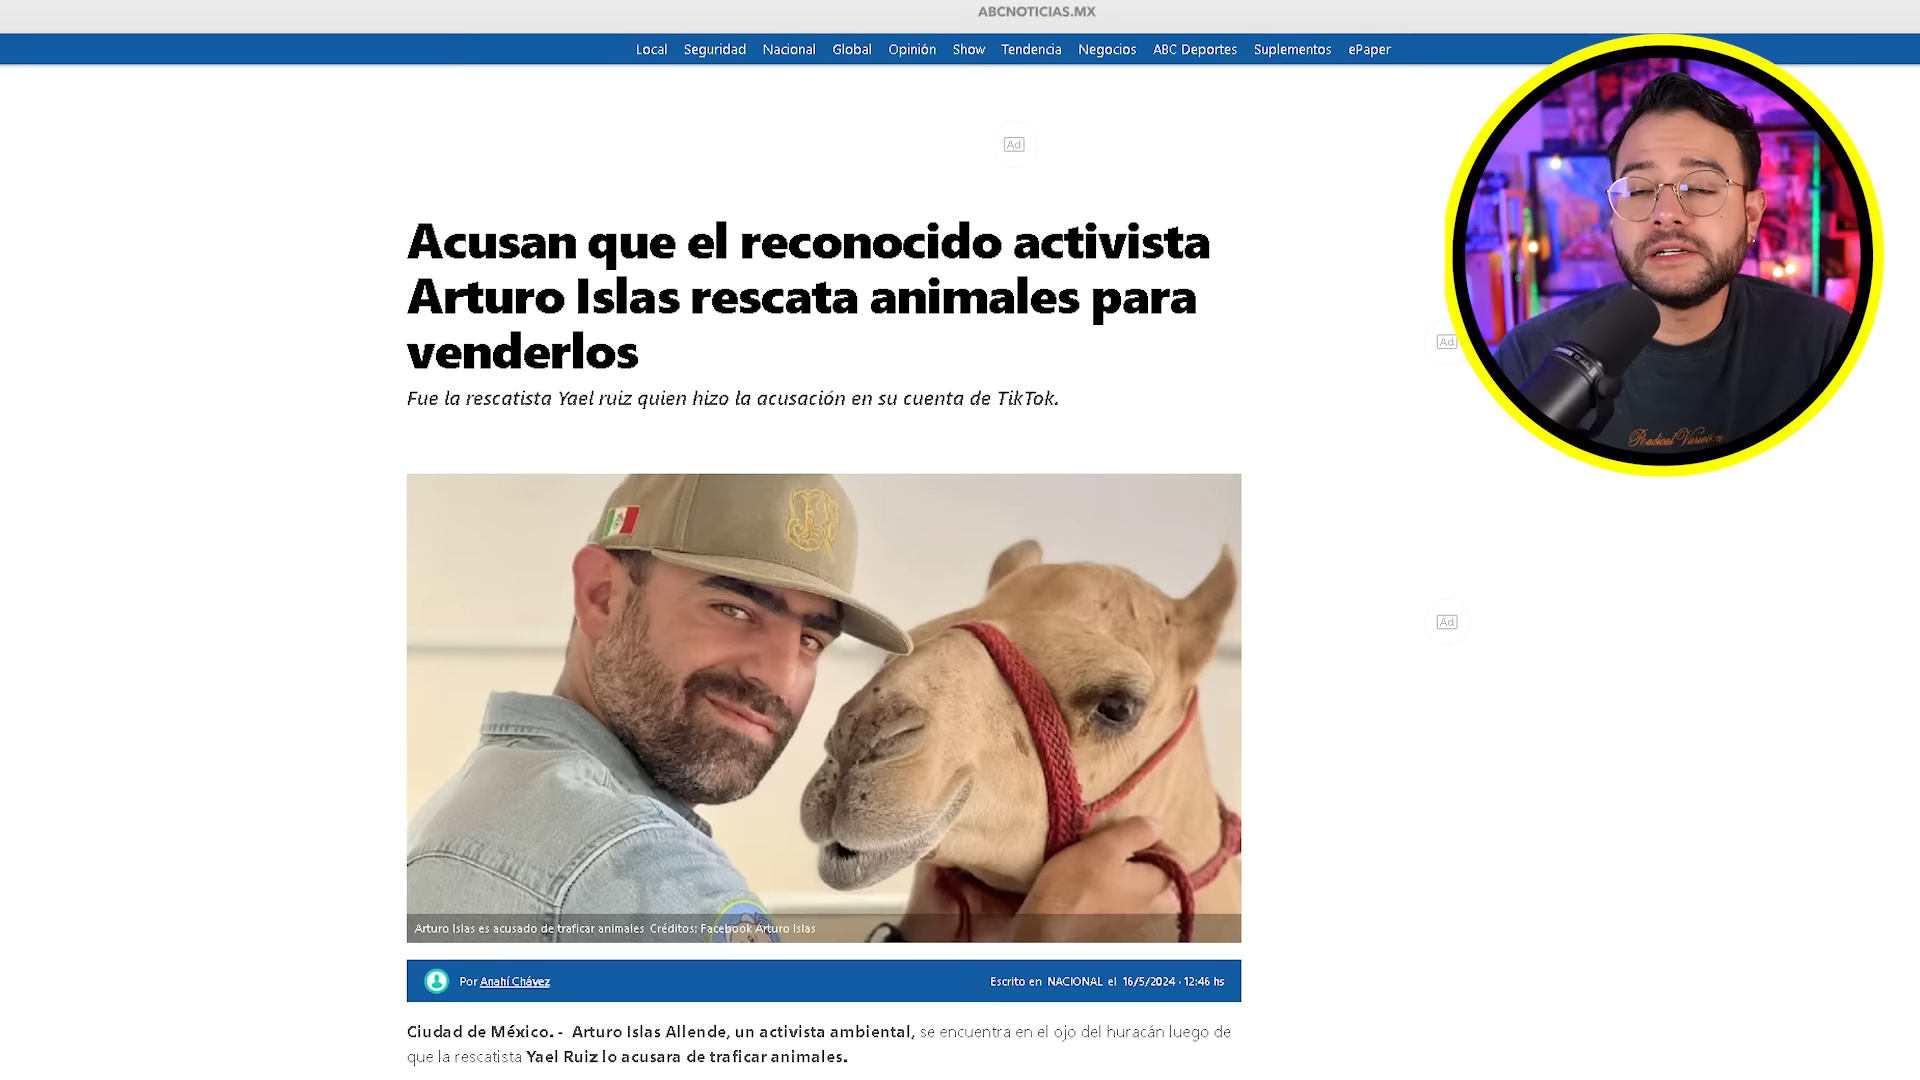 ABCNOTICIAS.MX
Local Seguridad Nacional Global Opinión Show Tendencia Negocios ABC Deportes Suplementos ePaper
Ad
Acusan que el reconocido activista
Arturo Islas rescata animales para
venderlos
Fue la rescatista Yael ruiz quien hizo la acusación en su cuenta de TikTok.
Ad
Radical
Ad
Arturo Islas es acusado de traficar animales Créditos: Facebook Arturo Islas
Por Anahí Chávez
Escrito en NACIONAL el 16/5/2024 · 12:46 hs
Ciudad de México. - Arturo Islas Allende, un activista ambiental, se encuentra en el ojo del huracán luego de
que la rescatista Yael Ruiz lo acusara de traficar animales.